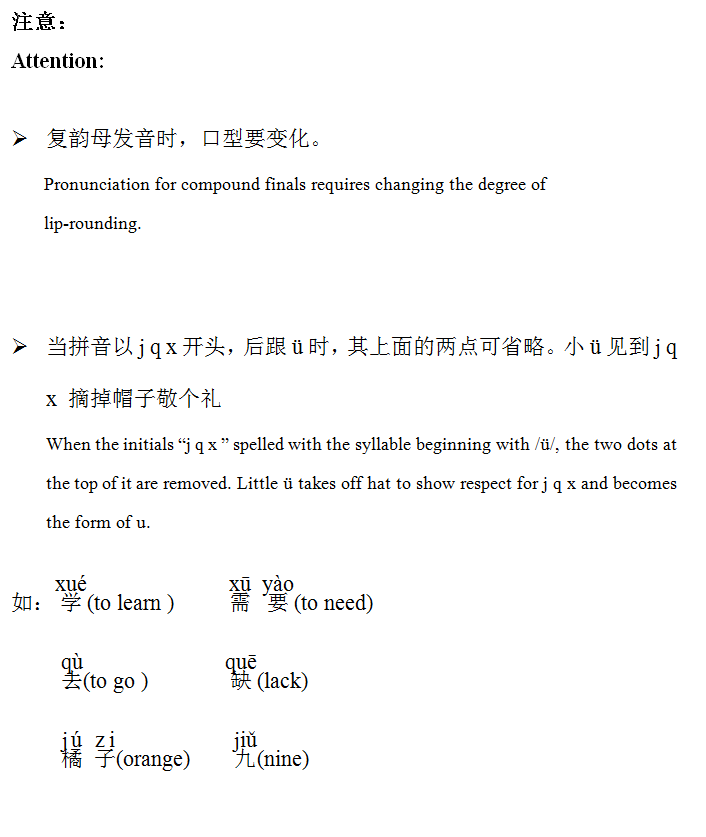 注意：
Attention:
➢ 复韵母发音时，口型要变化。
Pronunciation for compound finals requires changing the degree of
lip-rounding.
➢ 当拼音以 j q x 开头，后跟 ü 时，其上面的两点可省略。小 ü 见到 j q
x 摘掉帽子敬个礼
When the initials “j q x ” spelled with the syllable beginning with /ü/, the two dots at
the top of it are removed. Little ü takes off hat to show respect for j q x and becomes
the form of u.
xué xū yào
如： 学 (to learn ) 需 要 (to need)
qù quē
去(to go ) 缺 (lack)
jú zi jiǔ
橘 子(orange) 九(nine)